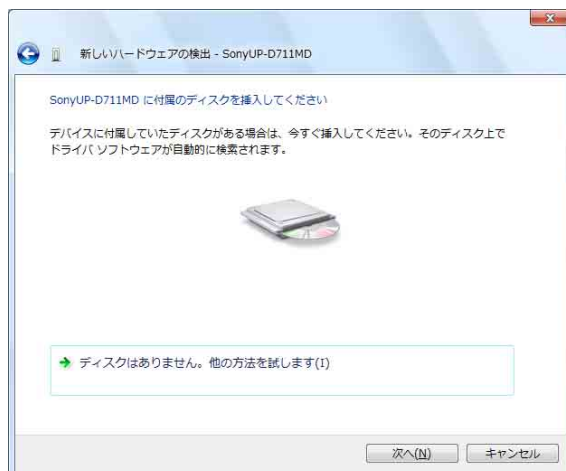 新しいハードウェアの検出 - SonyUP-D711MD
SonyUP-D711MD に付属のディスクを挿入してください
デバイスに付属していたディスクがある場合は、今すぐ挿入してください。そのディスク上で
ドライバ ソフトウェアが自動的に検索されます。
ディスクはありません。他の方法を試します(I)
次へ(N)
キャンセル